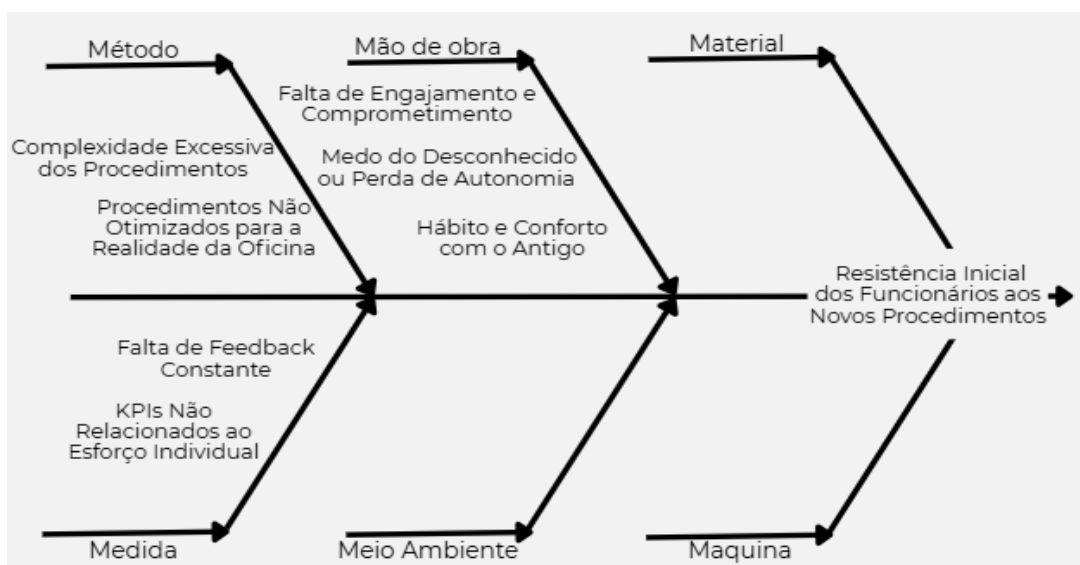 Método
Mão de obra
Material
Falta de Engajamento e
Comprometimento
Complexidade Excessiva
dos Procedimentos
Medo do Desconhecido
ou Perda de Autonomia
Procedimentos Não
Otimizados para a
Realidade da Oficina
Hábito e Conforto
com o Antigo
Resistência Inicial
dos Funcionários aos
Novos Procedimentos
Falta de Feedback
Constante
KPIs Não
Relacionados ao
Esforço Individual
Medida
Meio Ambiente
Maquina